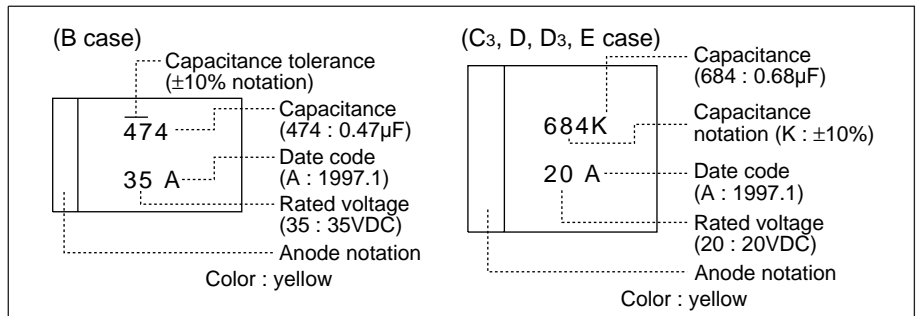 (B case)
Capacitance tolerance
(±10% notation)
474
Capacitance
(474 : 0.47µF)
35 A
Date code
(A : 1997.1)
Rated voltage
(35 : 35VDC)
Anode notation
Color : yellow
(C3, D, D3, E case)
Capacitance
(684 : 0.68µF)
684K
Capacitance
notation (K : ±10%)
20 A
Date code
(A : 1997.1)
Rated voltage
(20 : 20VDC)
Anode notation
Color : yellow